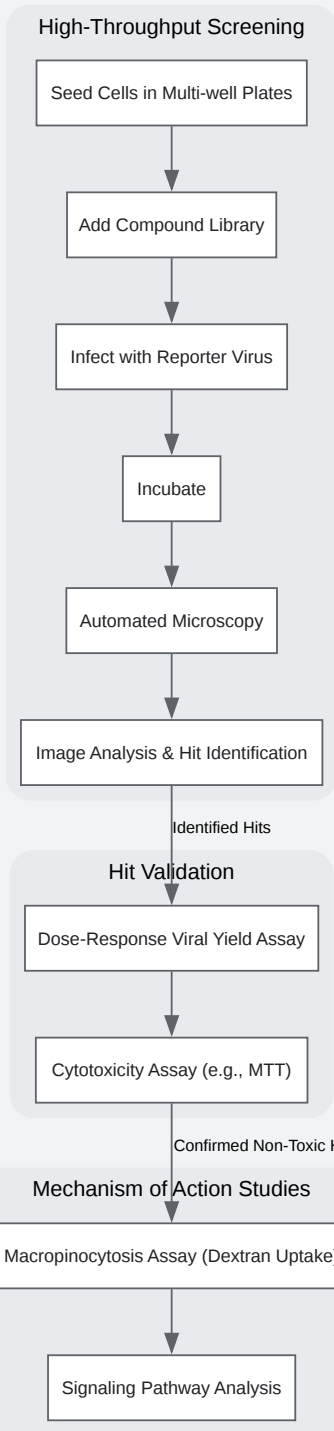 High-Throughput Screening
Seed Cells in Multi-well Plates
Add Compound Library
Infect with Reporter Virus
Incubate
Automated Microscopy
Image Analysis & Hit Identification
Identified Hits
Hit Validation
Dose-Response Viral Yield Assay
Cytotoxicity Assay (e.g., MTT)
Confirmed Non-Toxic
Mechanism of Action Studies
Macropinocytosis Assay (Dextran Uptake)
Signaling Pathway Analysis